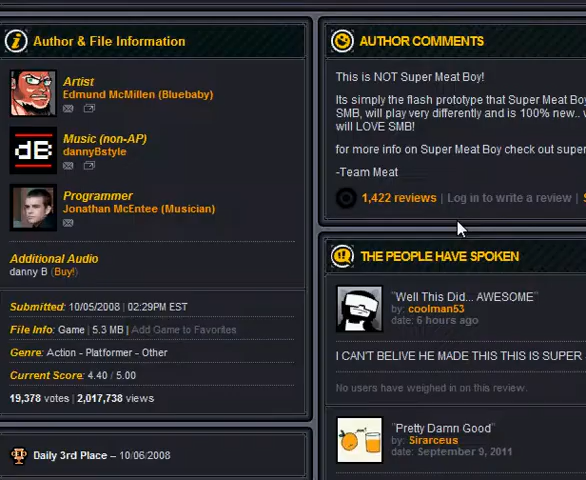 Author & File Information
Artist
Edmund McMillen (Bluebaby)
dB
Music (non-AP)
dannyBstyle
Programmer
Jonathan McEntee (Musician)
Additional Audio
danny B (Buy!)
Submitted: 10/05/2008 | 02:29PM EST
File Info: Game | 5.3 MB | Add Game to Favorites
Genre: Action - Platformer - Other
Current Score: 4.40 / 5.00
19,378 votes | 2,017,738 views
Daily 3rd Place – 10/06/2008
AUTHOR COMMENTS
This is NOT Super Meat Boy!
Its simply the flash prototype that Super Meat Boy
SMB, will play very differently and is 100% new..
will LOVE SMB!
for more info on Super Meat Boy check out super
-Team Meat
1,422 reviews | Log in to write a review |
THE PEOPLE HAVE SPOKEN
"Well This Did... AWESOME"
by: coolman53
date: 6 hours ago
I CAN'T BELIVE HE MADE THIS THIS IS SUPER
No users have weighed in on this review.
"Pretty Damn Good"
by: Sirarceus
date: September 9, 2011